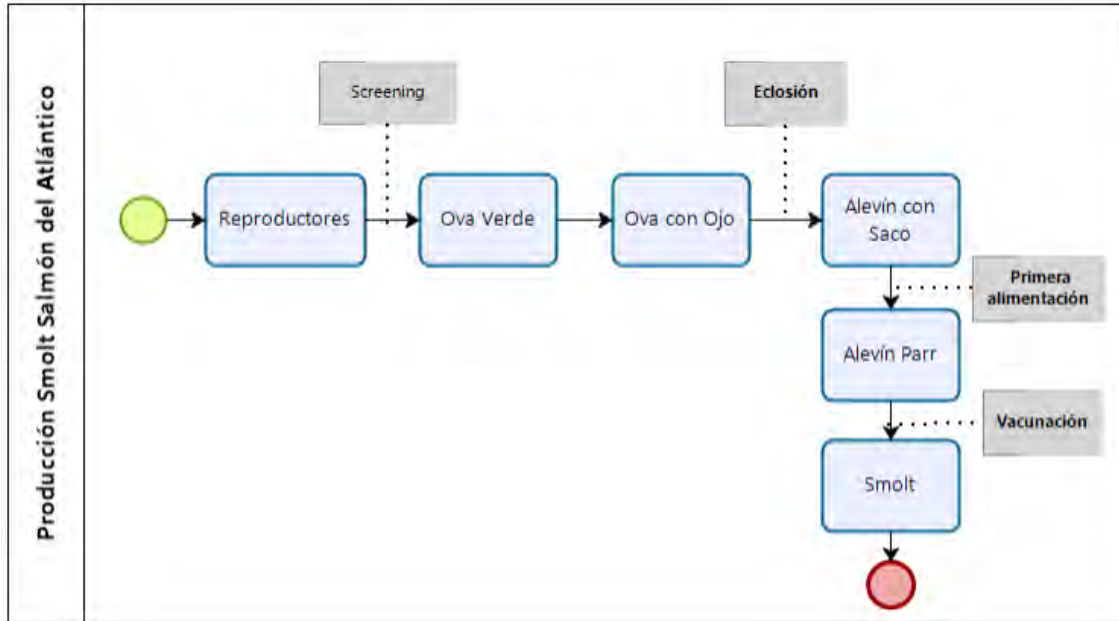 Producción Smolt Salmón del Atlántico
Screening
Eclosión
Reproductores
Ova Verde
Ova con Ojo
Alevín con
Saco
Primera
alimentación
Alevín Parr
Vacunación
Smolt